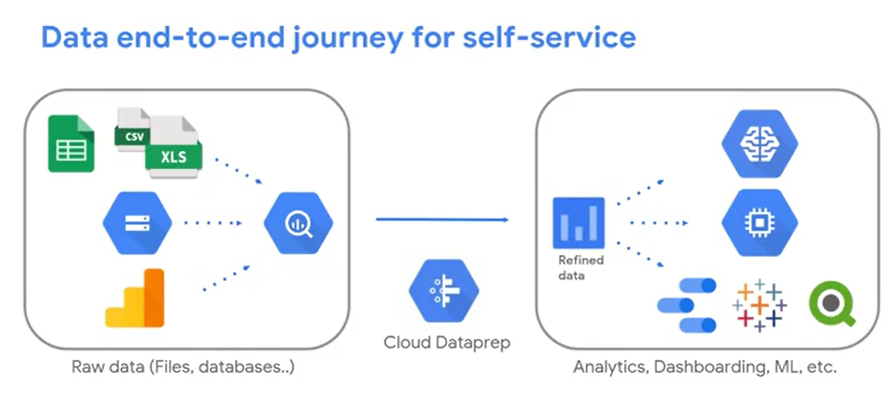 Data end-to-end journey for self-service
CSV
XLS
Refined
data
Cloud Dataprep
Raw data (Files, databases..)
Analytics, Dashboarding, ML, etc.